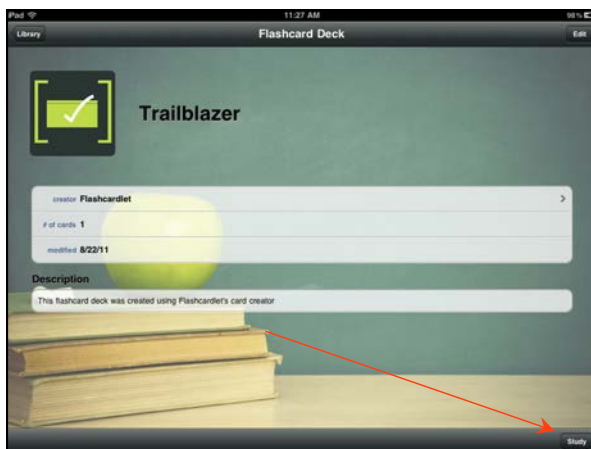 iPad 11:27 AM 98%
Library Flashcard Deck Edit
Trailblazer
creator Flashcardlet
# of cards 1
modified 8/22/11
Description
This flashcard deck was created using Flashcardlet's card creator
Study